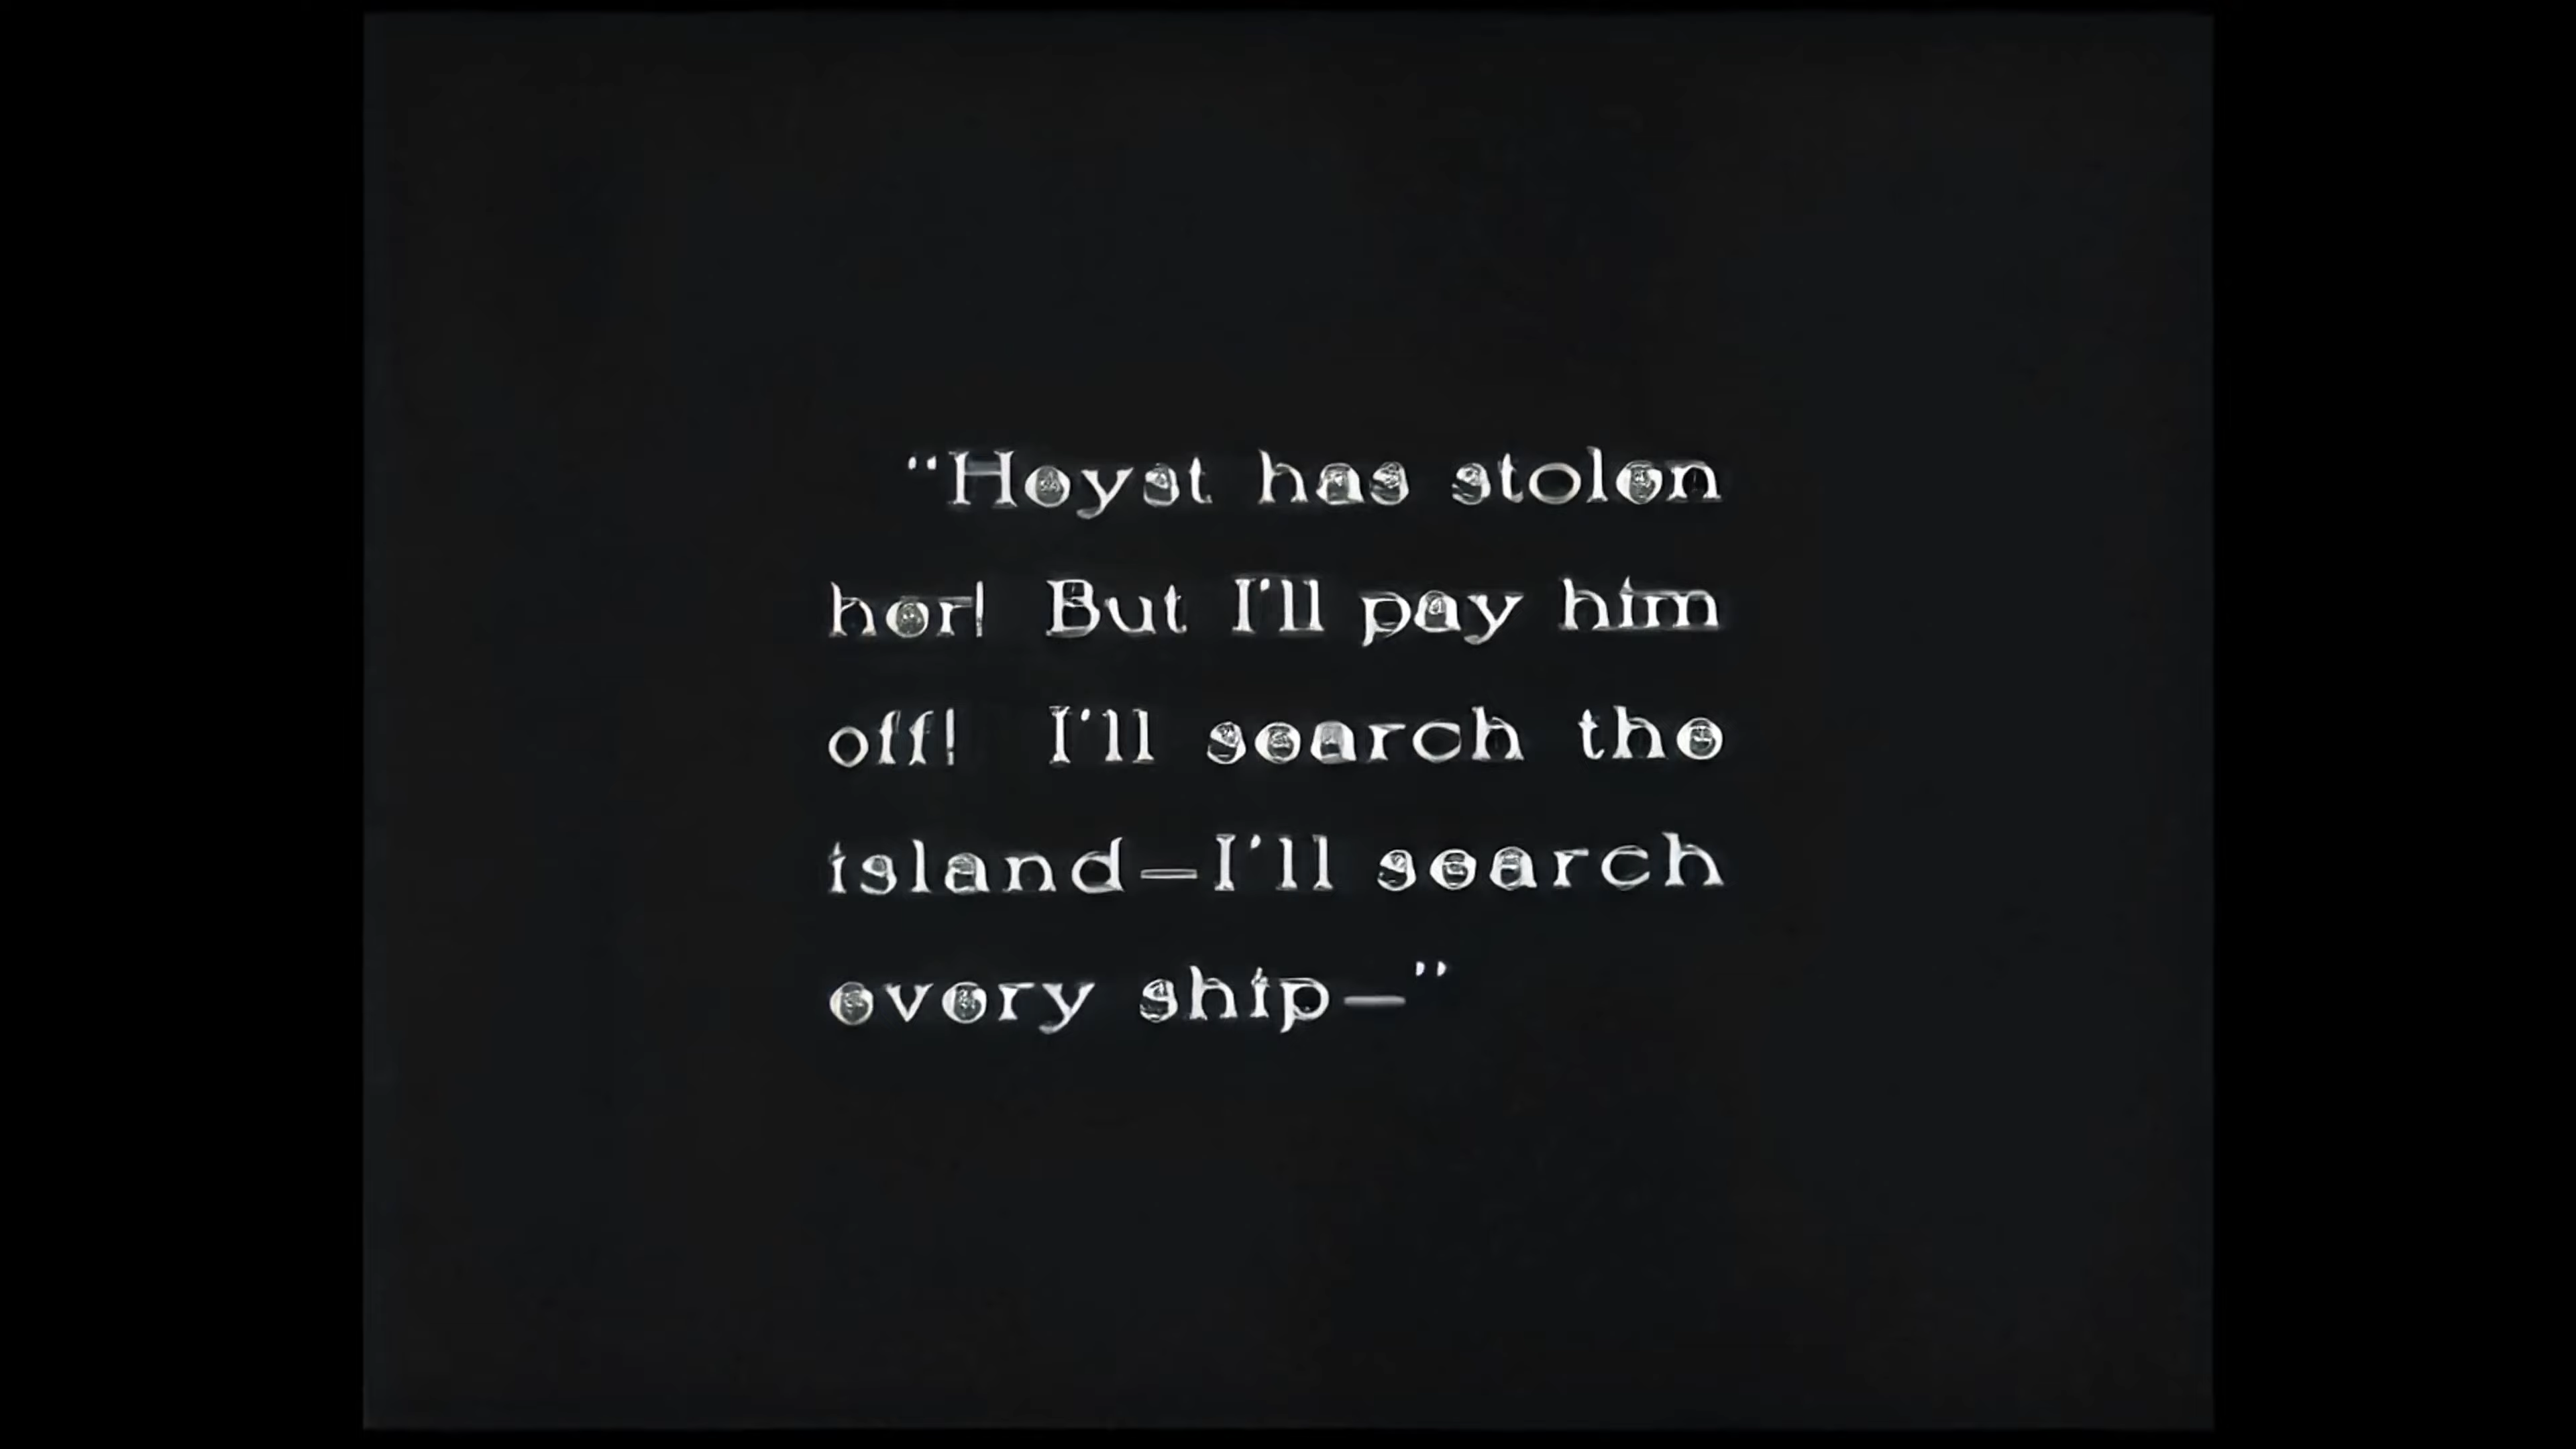 "Heyst has stolen
her! But I'll pay him
off! I'll search the
island—I'll search
every ship—"